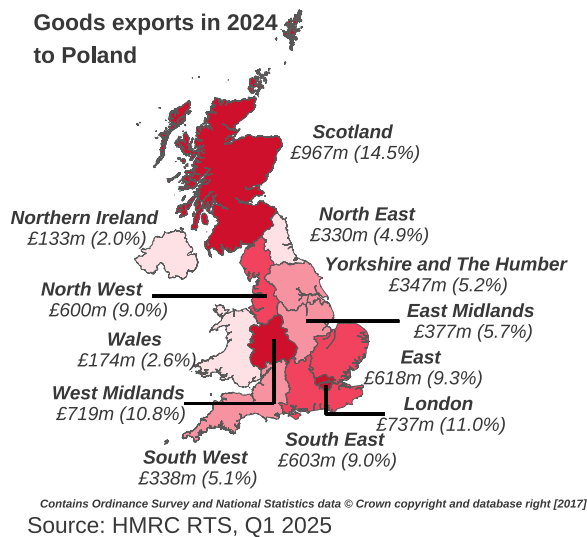 Goods exports in 2024
to Poland
Scotland
£967m (14.5%)
Northern Ireland
£133m (2.0%)
North East
£330m (4.9%)
Yorkshire and The Humber
£347m (5.2%)
North West
£600m (9.0%)
East Midlands
£377m (5.7%)
Wales
£174m (2.6%)
East
£618m (9.3%)
West Midlands
£719m (10.8%)
London
£737m (11.0%)
South East
£603m (9.0%)
South West
£338m (5.1%)
Contains Ordinance Survey and National Statistics data © Crown copyright and database right [2017]
Source: HMRC RTS, Q1 2025